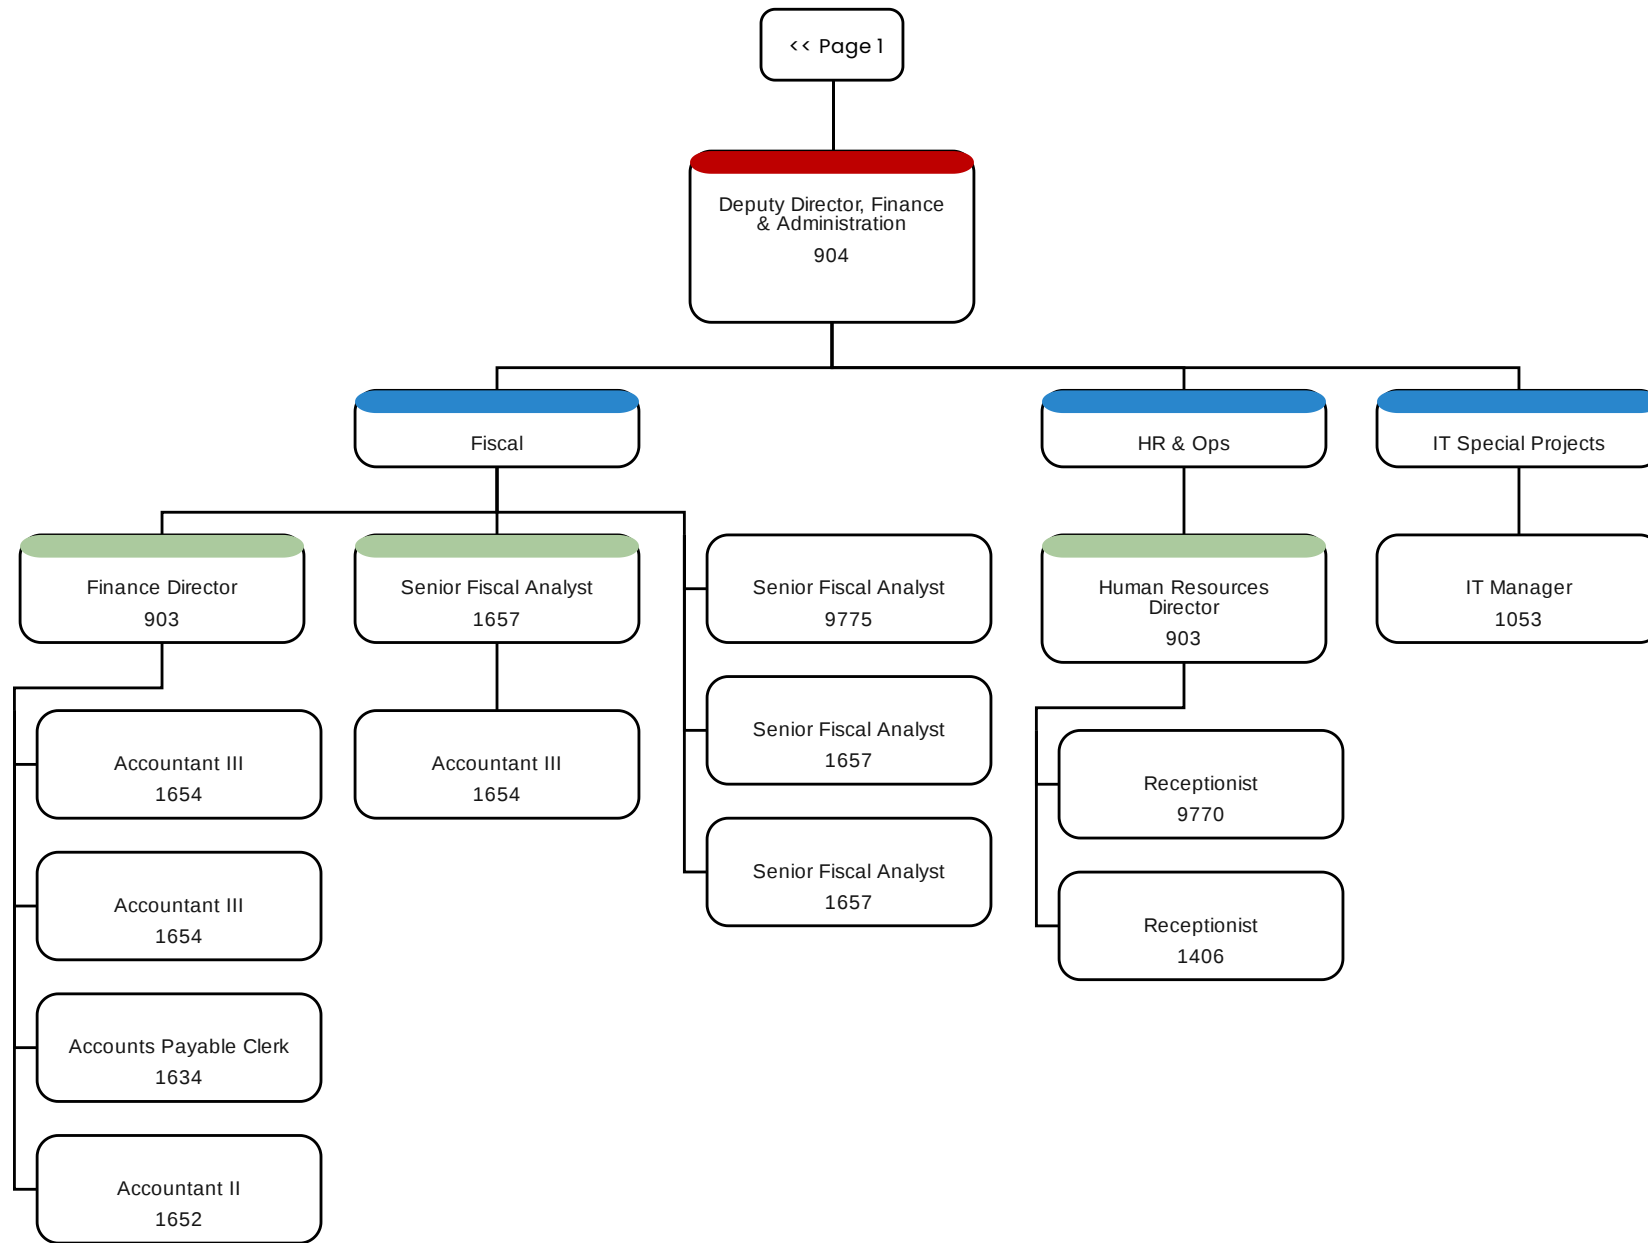 << Page 1
Deputy Director, Finance
& Administration
904
Fiscal
HR & Ops
IT Special Projects
Finance Director
903
Senior Fiscal Analyst
1657
Senior Fiscal Analyst
9775
Human Resources
Director
903
IT Manager
1053
Accountant III
1654
Accountant III
1654
Senior Fiscal Analyst
1657
Receptionist
9770
Accountant III
1654
Senior Fiscal Analyst
1657
Receptionist
1406
Accounts Payable Clerk
1634
Accountant II
1652